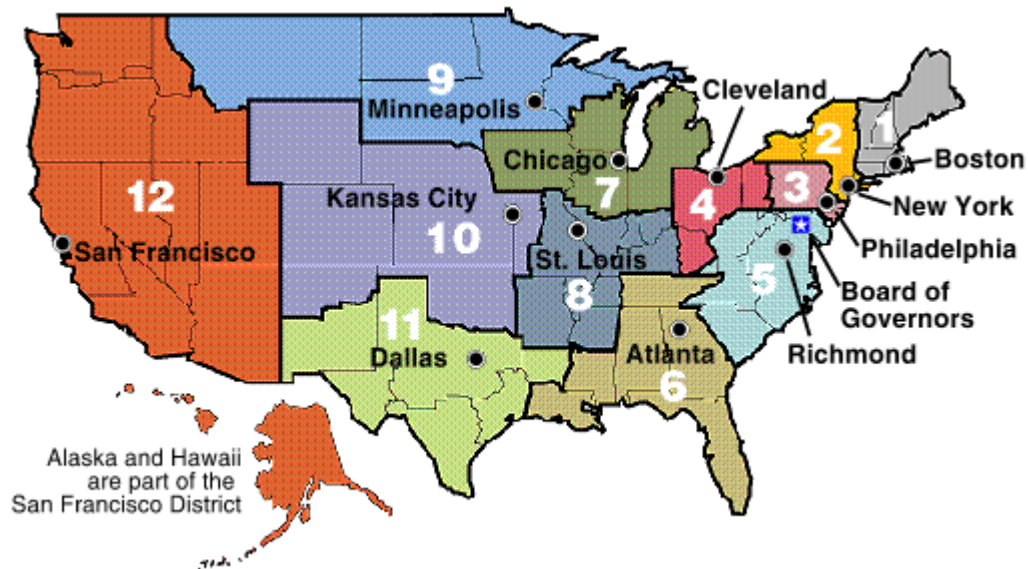 Cleveland
9
Minneapolis
2
1
Chicago
Boston
7
4
3
12
Kansas City
New York
10
San Francisco
Philadelphia
St. Louis
5
8
Board of
Governors
11
Dallas
Atlanta
Richmond
6
Alaska and Hawaii
are part of the
San Francisco District